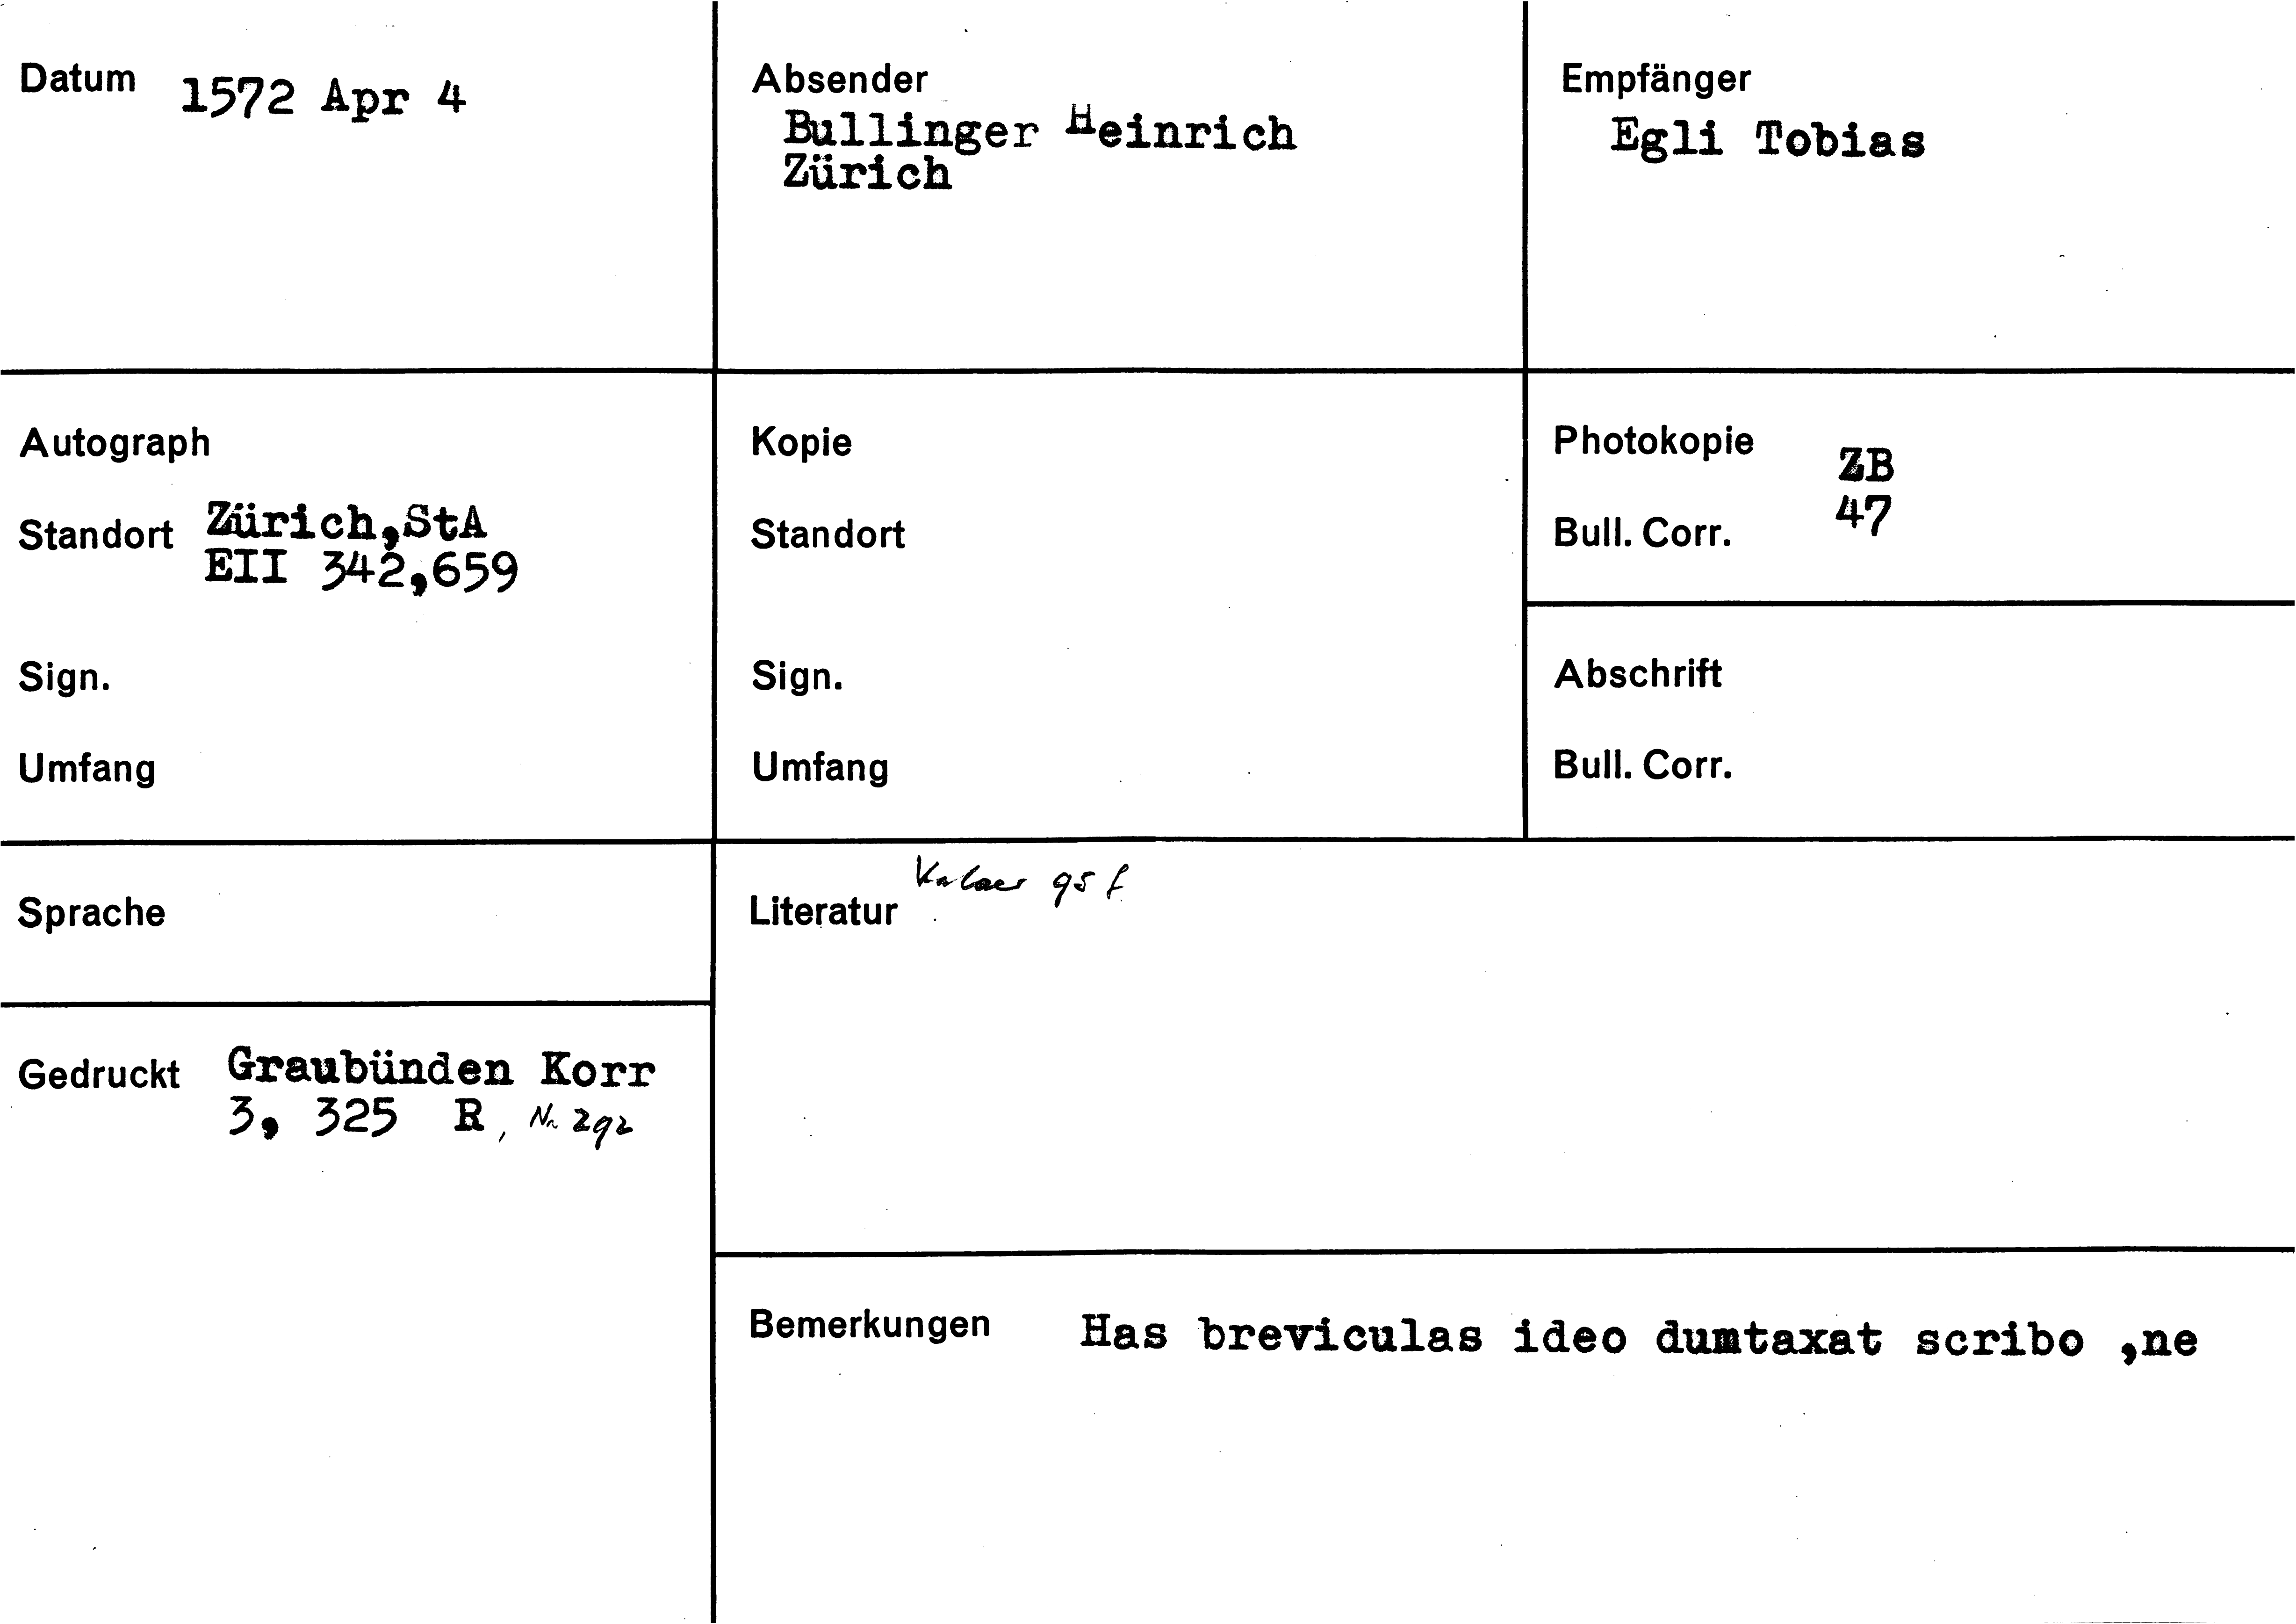 Datum 1572 Apr 4
Absender
Bullinger Heinrich
Zürich
Empfänger
Egli Tobias
Autograph
Standort Zürich,StA
EII 342,659
Sign.
Umfang
Kopie
Standort
Sign.
Umfang
Photokopie ZB
Bull. Corr. 47
Abschrift
Bull. Corr.
Sprache
Literatur 95 f.
Gedruckt Graubünden Korr
3, 325 R, Nr 292
Bemerkungen Has breviculas ideo dumtaxat scribo ,ne